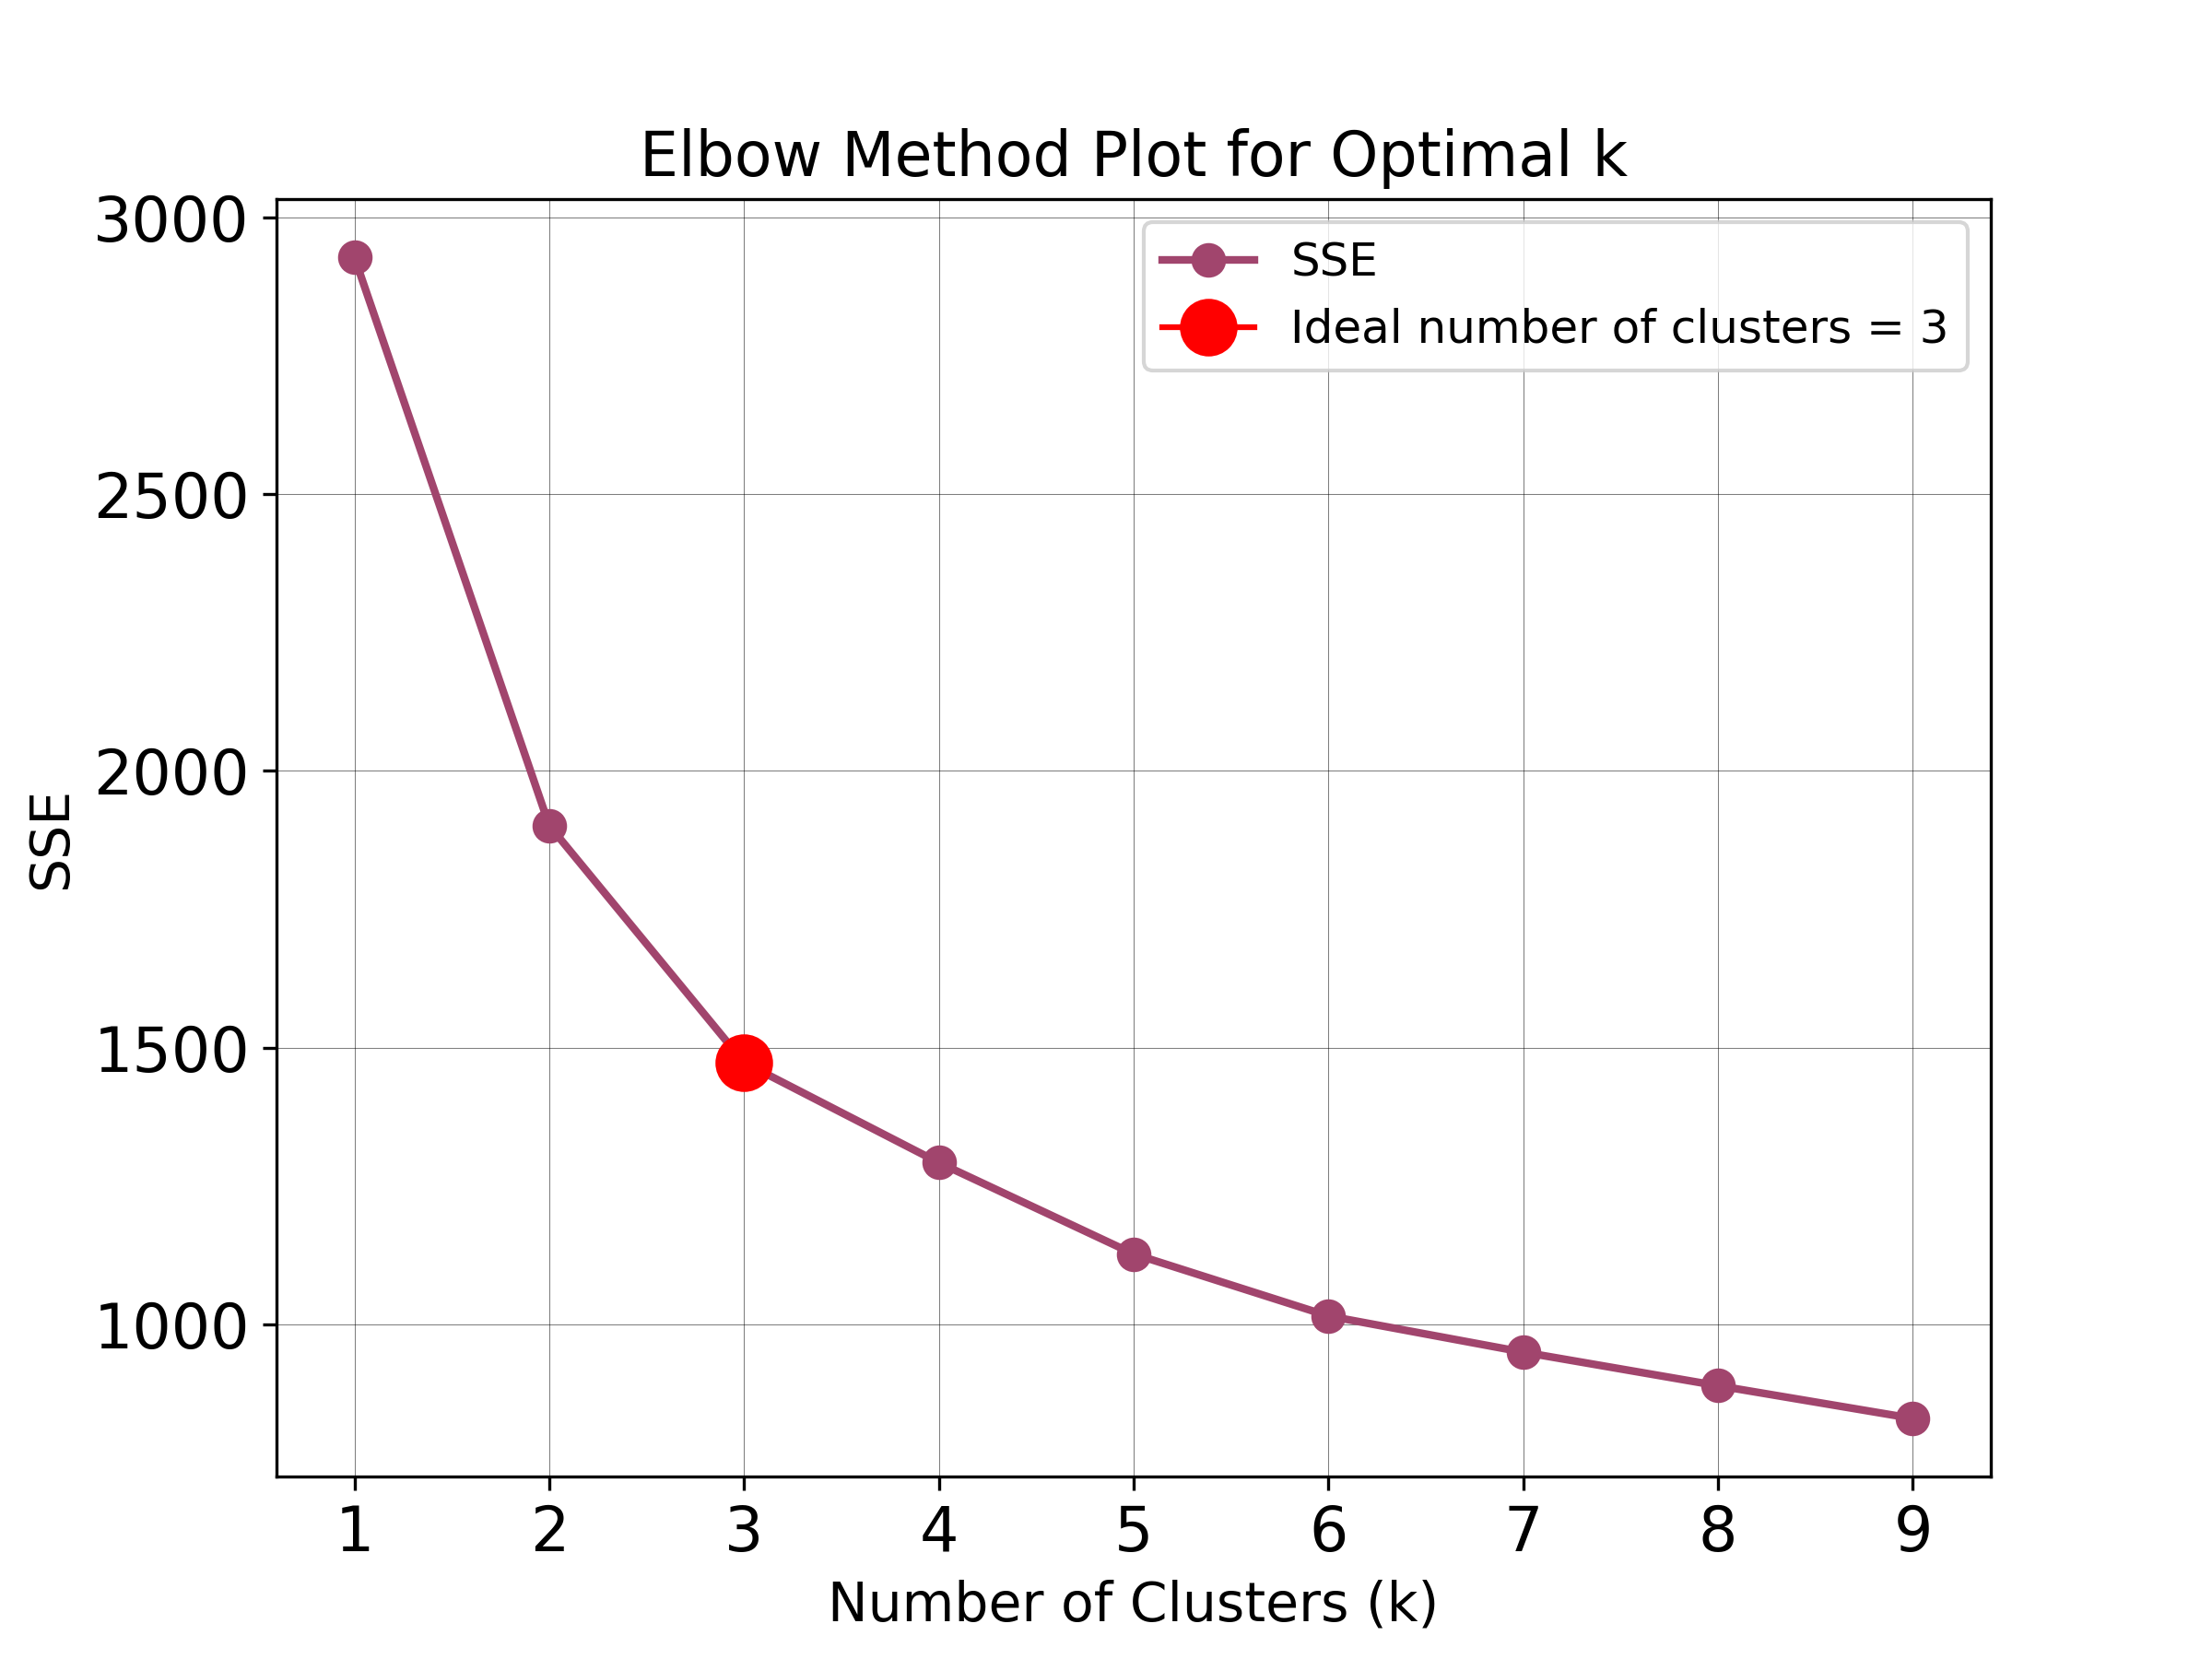 Elbow Method Plot for Optimal k
3000
2500
2000
1500
1000
SSE
SSE
Ideal number of clusters = 3
1 2 3 4 5 6 7 8 9
Number of Clusters (k)